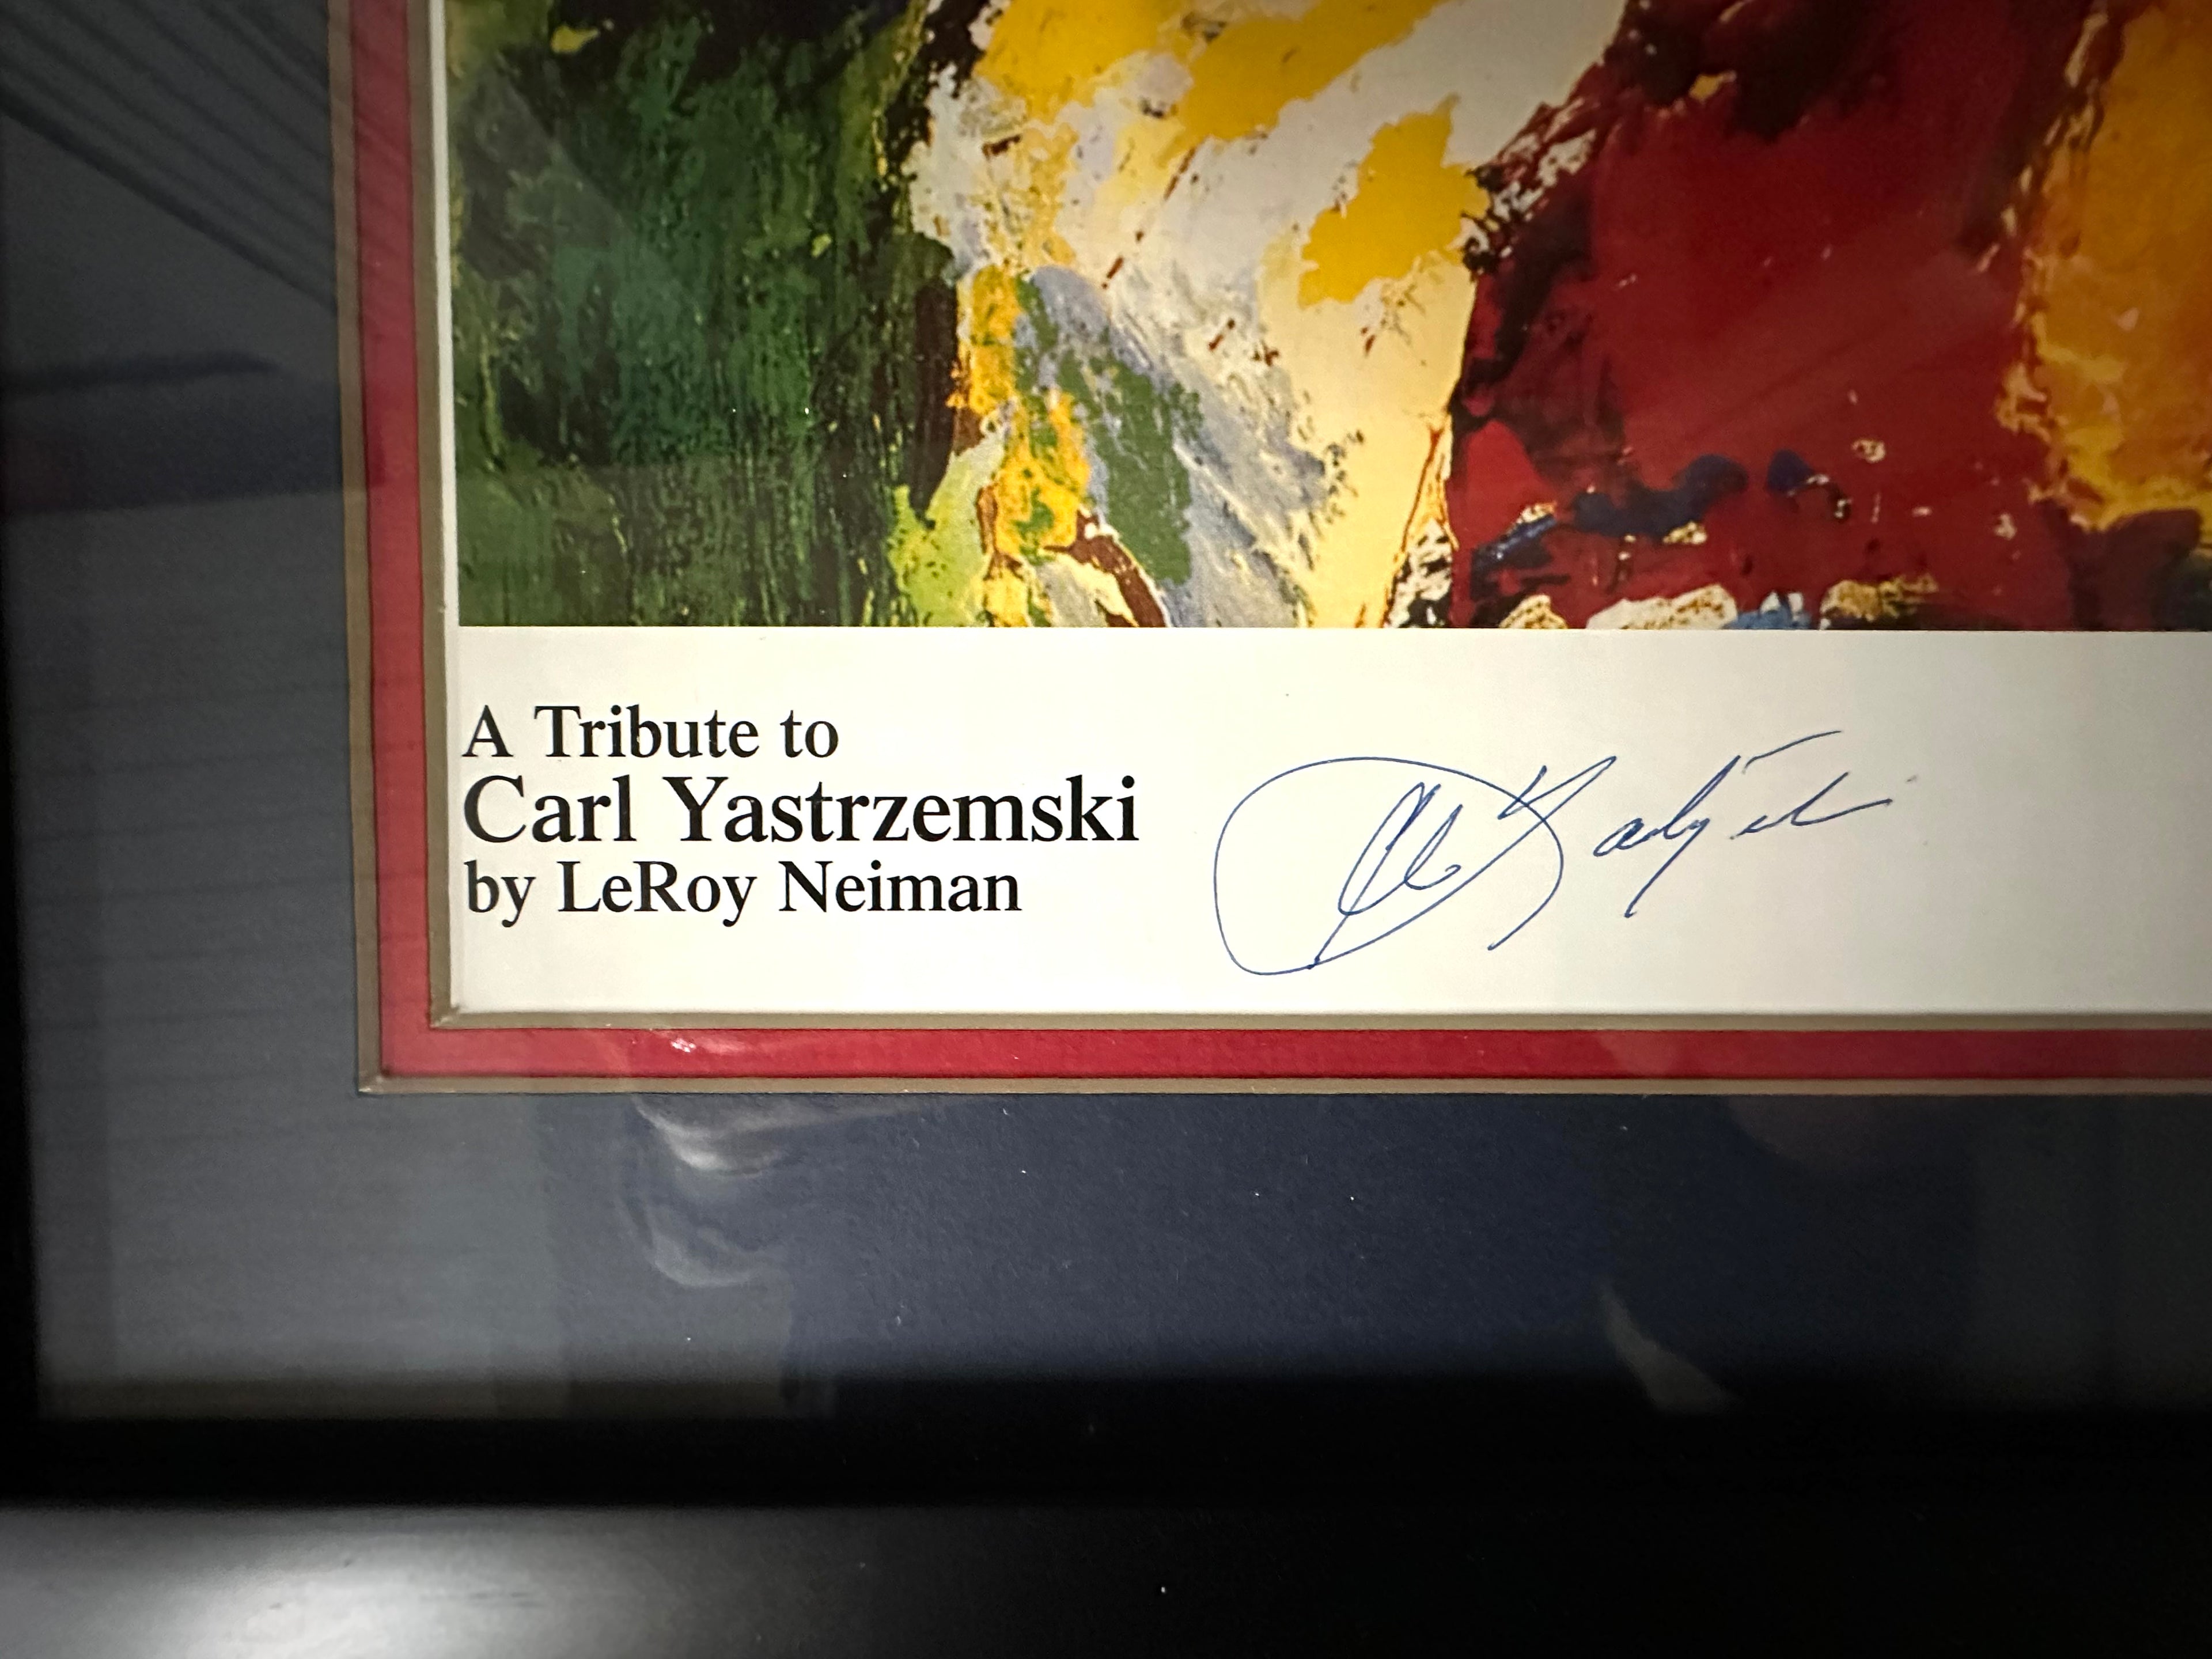 A Tribute to
Carl Yastrzemski
by LeRoy Neiman